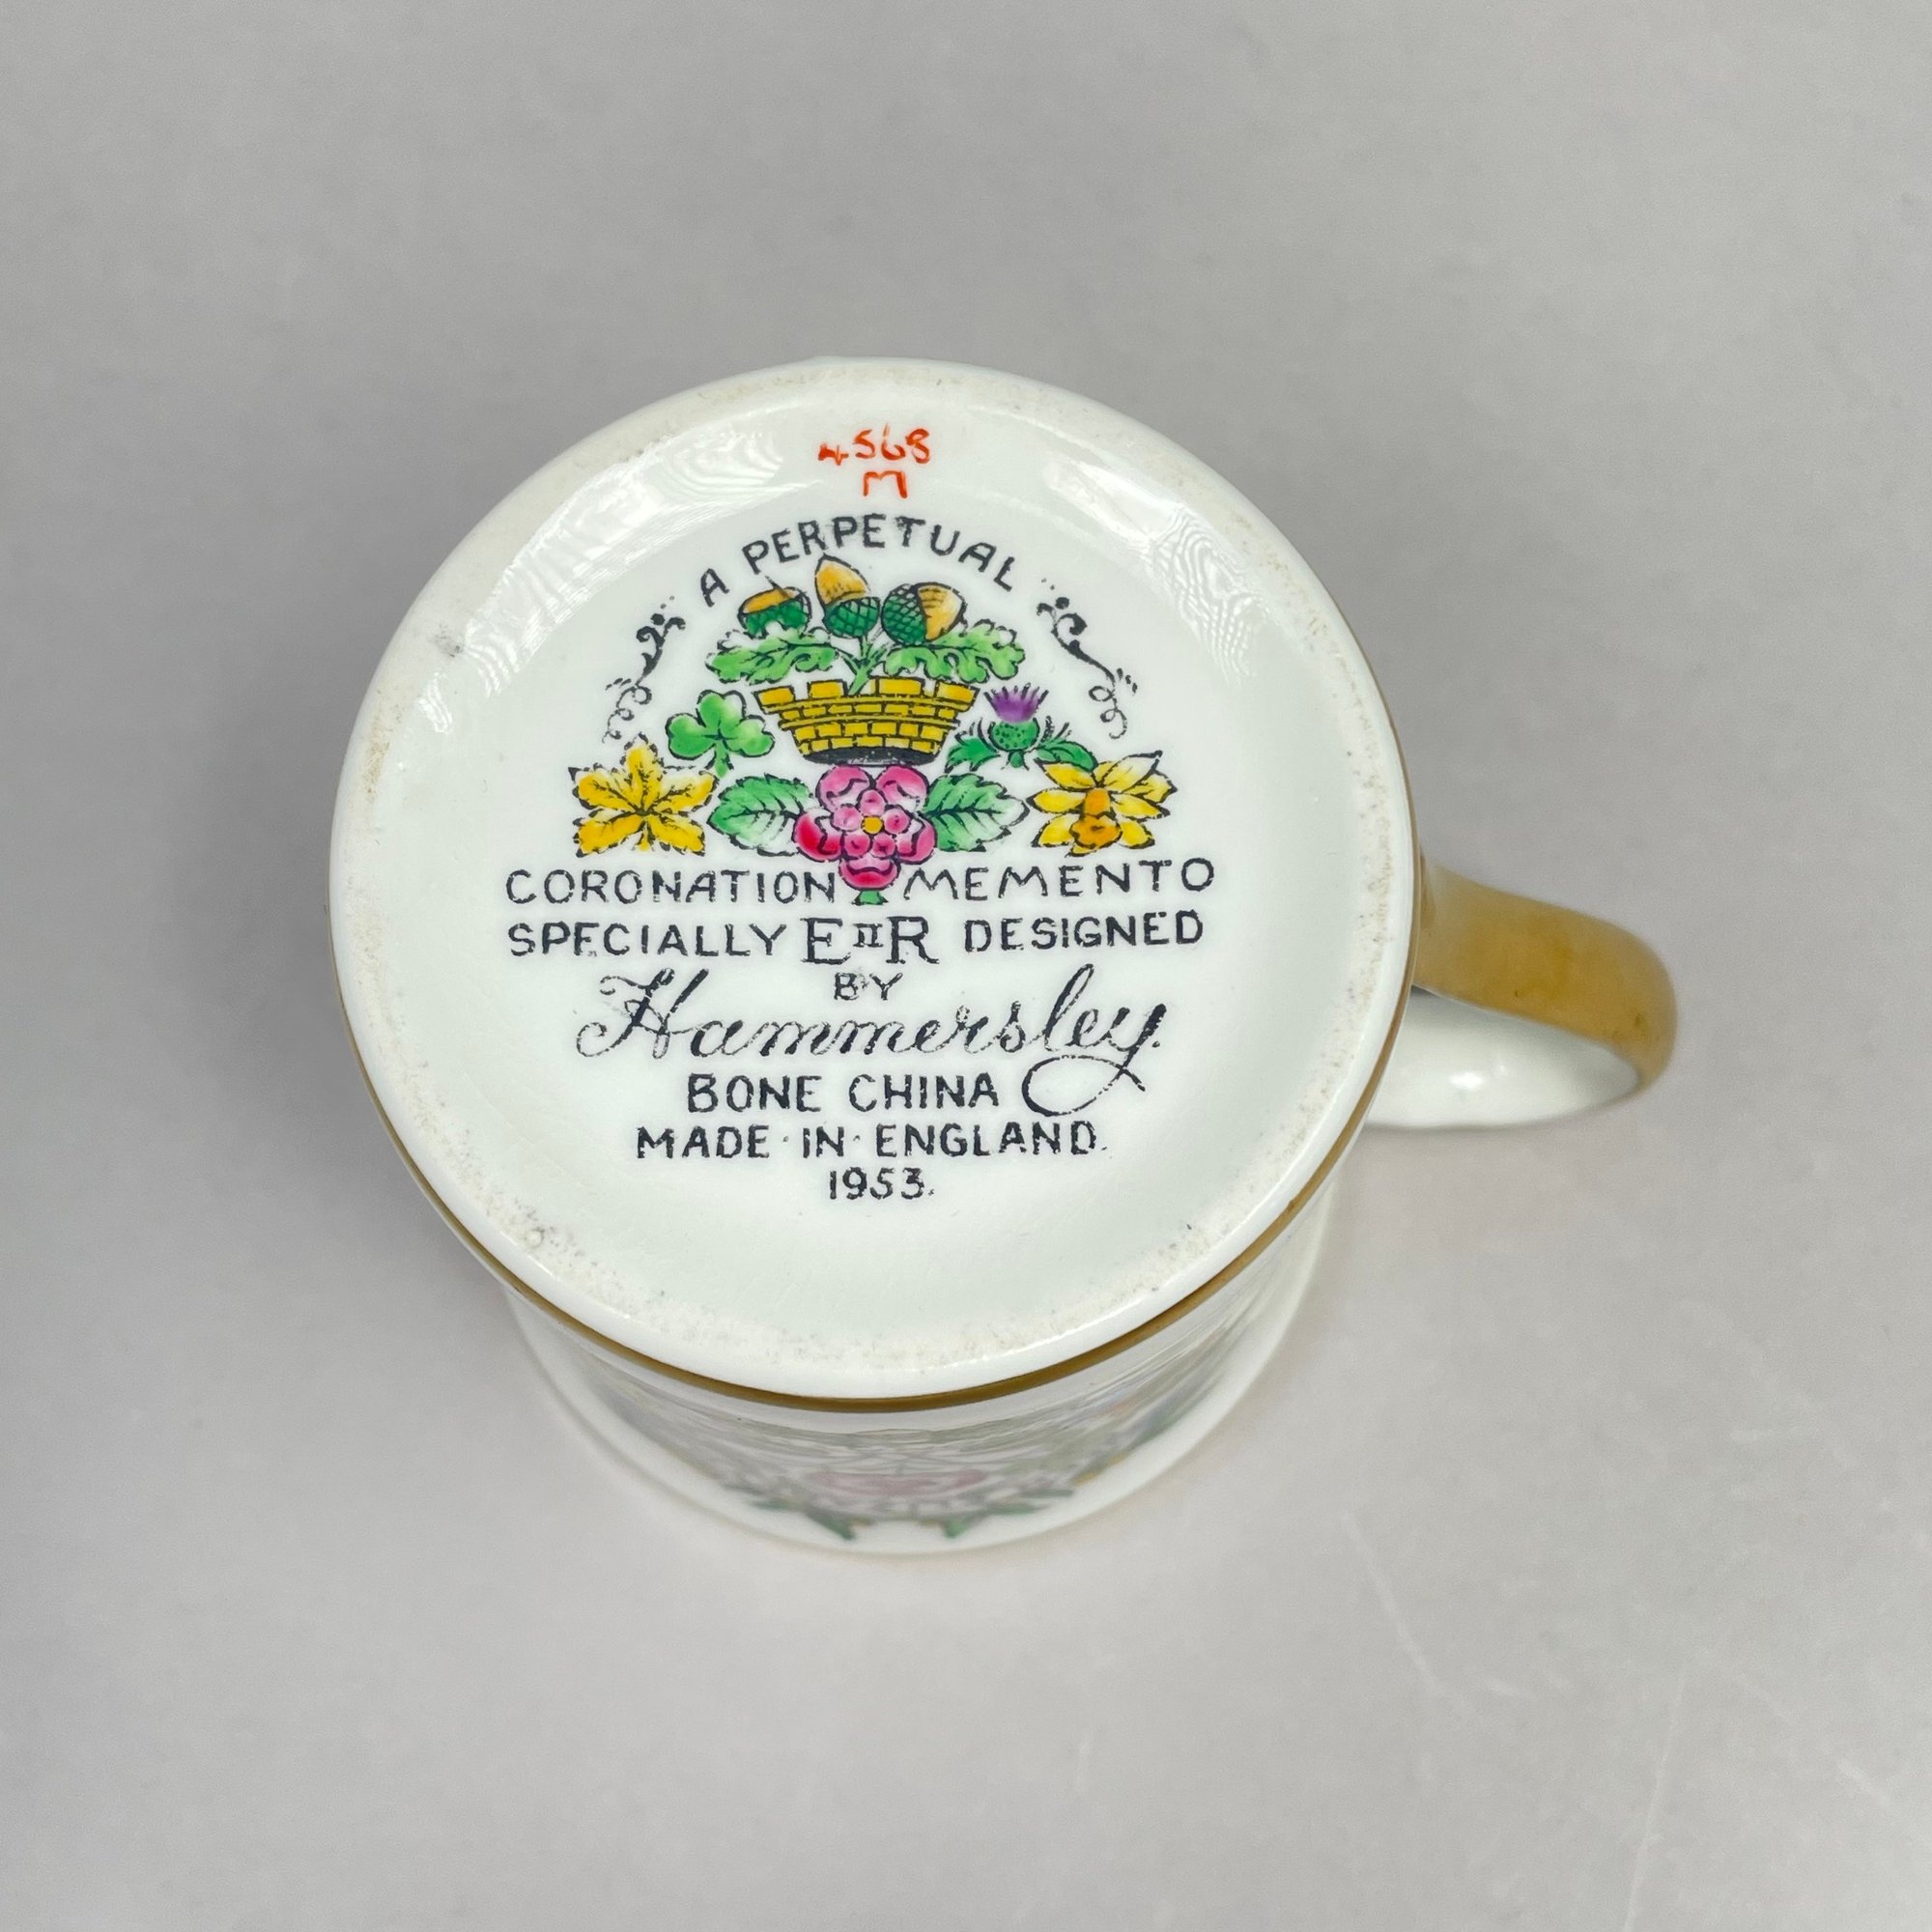 4568
M
A PERPETUAL
CORONATION MEMENTO
SPECIALLY EIIR DESIGNED
BY
Hammersley.
BONE CHINA
MADE·IN·ENGLAND.
1953.